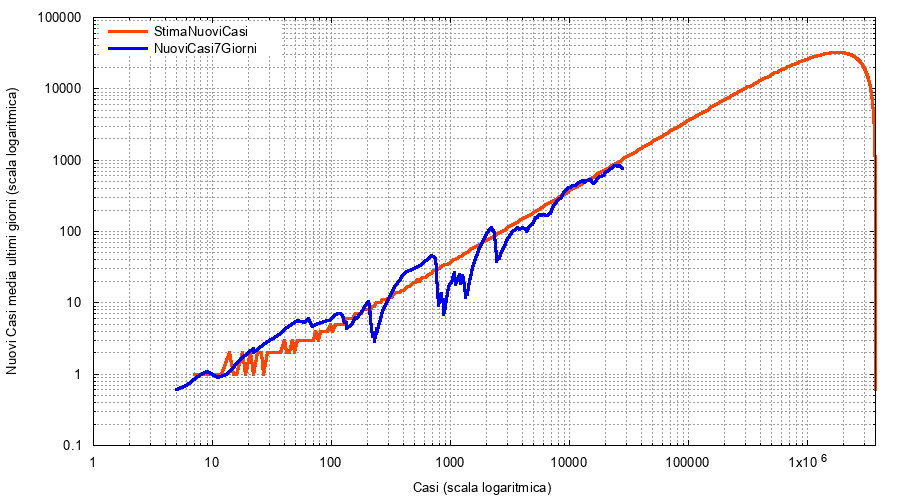 100000
10000
1000
100
10
1
0.1
StimaNuoviCasi
NuoviCasi7Giorni
Nuovi Casi media ultimi giorni (scala logaritmica)
1
10
100
1000
10000
100000
1x10 6
Casi (scala logaritmica)